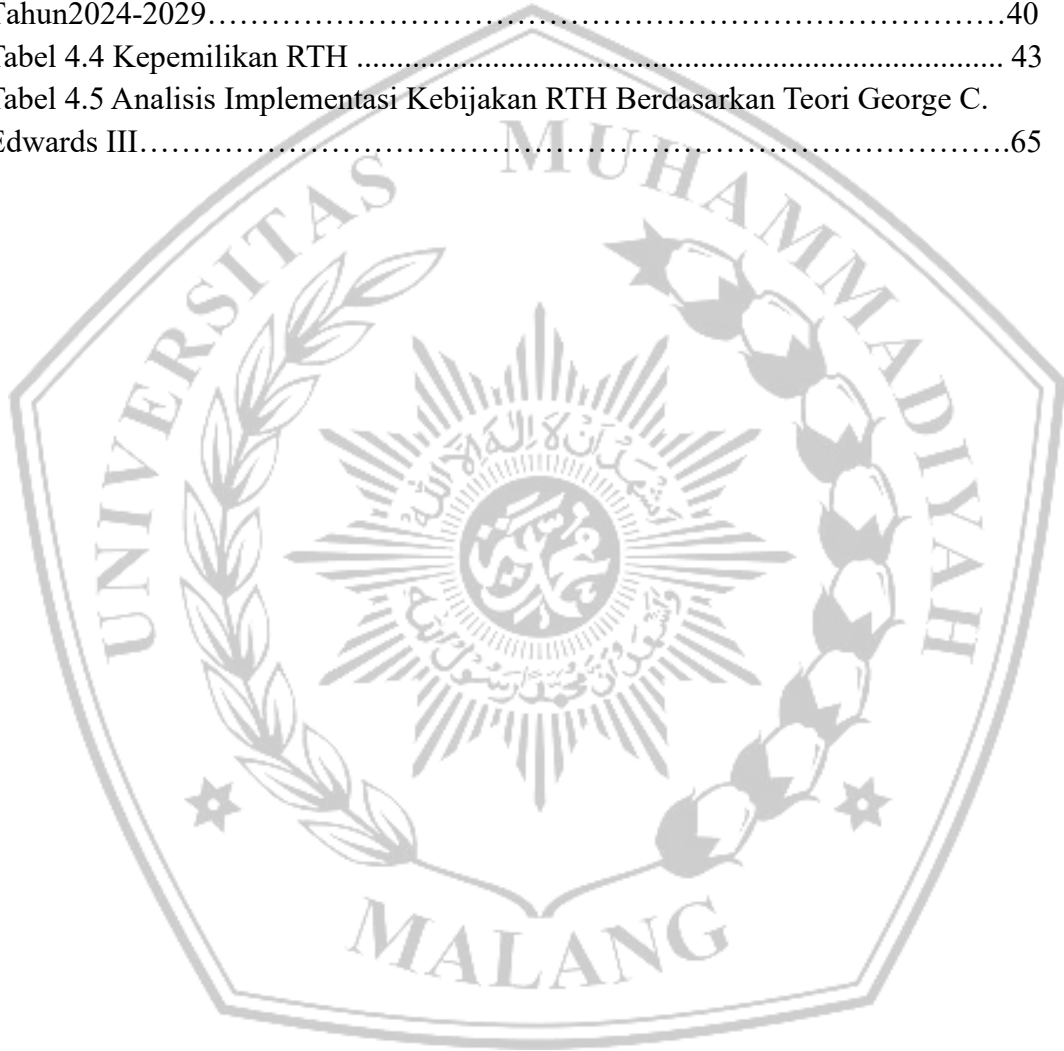 Tahun2024-2029……………………………………………………………………40
Tabel 4.4 Kepemilikan RTH ................................................................................. 43
Tabel 4.5 Analisis Implementasi Kebijakan RTH Berdasarkan Teori George C.
Edwards III…………………………………………………………………………….65
UNIVERSITAS MUHAMMADIYAH
MALANG